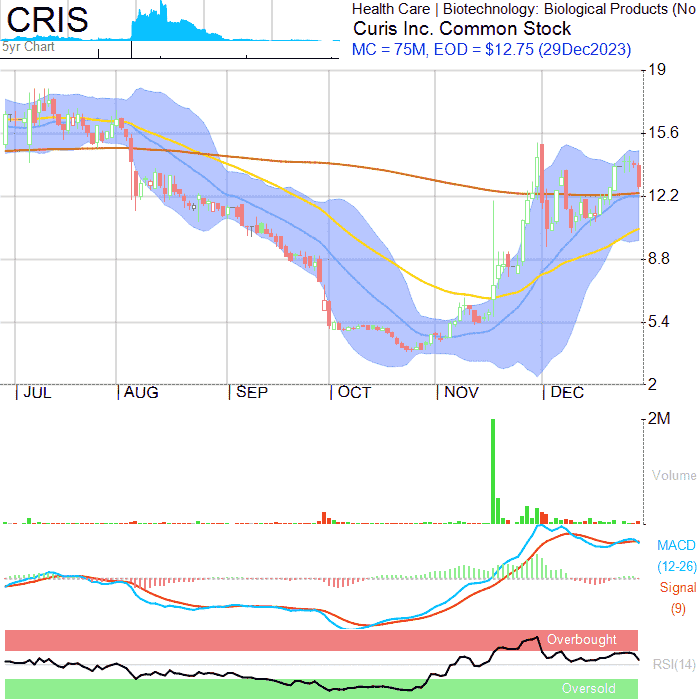 CRIS
Health Care | Biotechnology: Biological Products (No
Curis Inc. Common Stock
5yr Chart
MC = 75M, EOD = $12.75 (29Dec2023)
19
15.6
12.2
8.8
5.4
2
JUL AUG SEP OCT NOV DEC
2M
Volume
MACD
(12-26)
Signal
(9)
Overbought
RSI(14)
Oversold